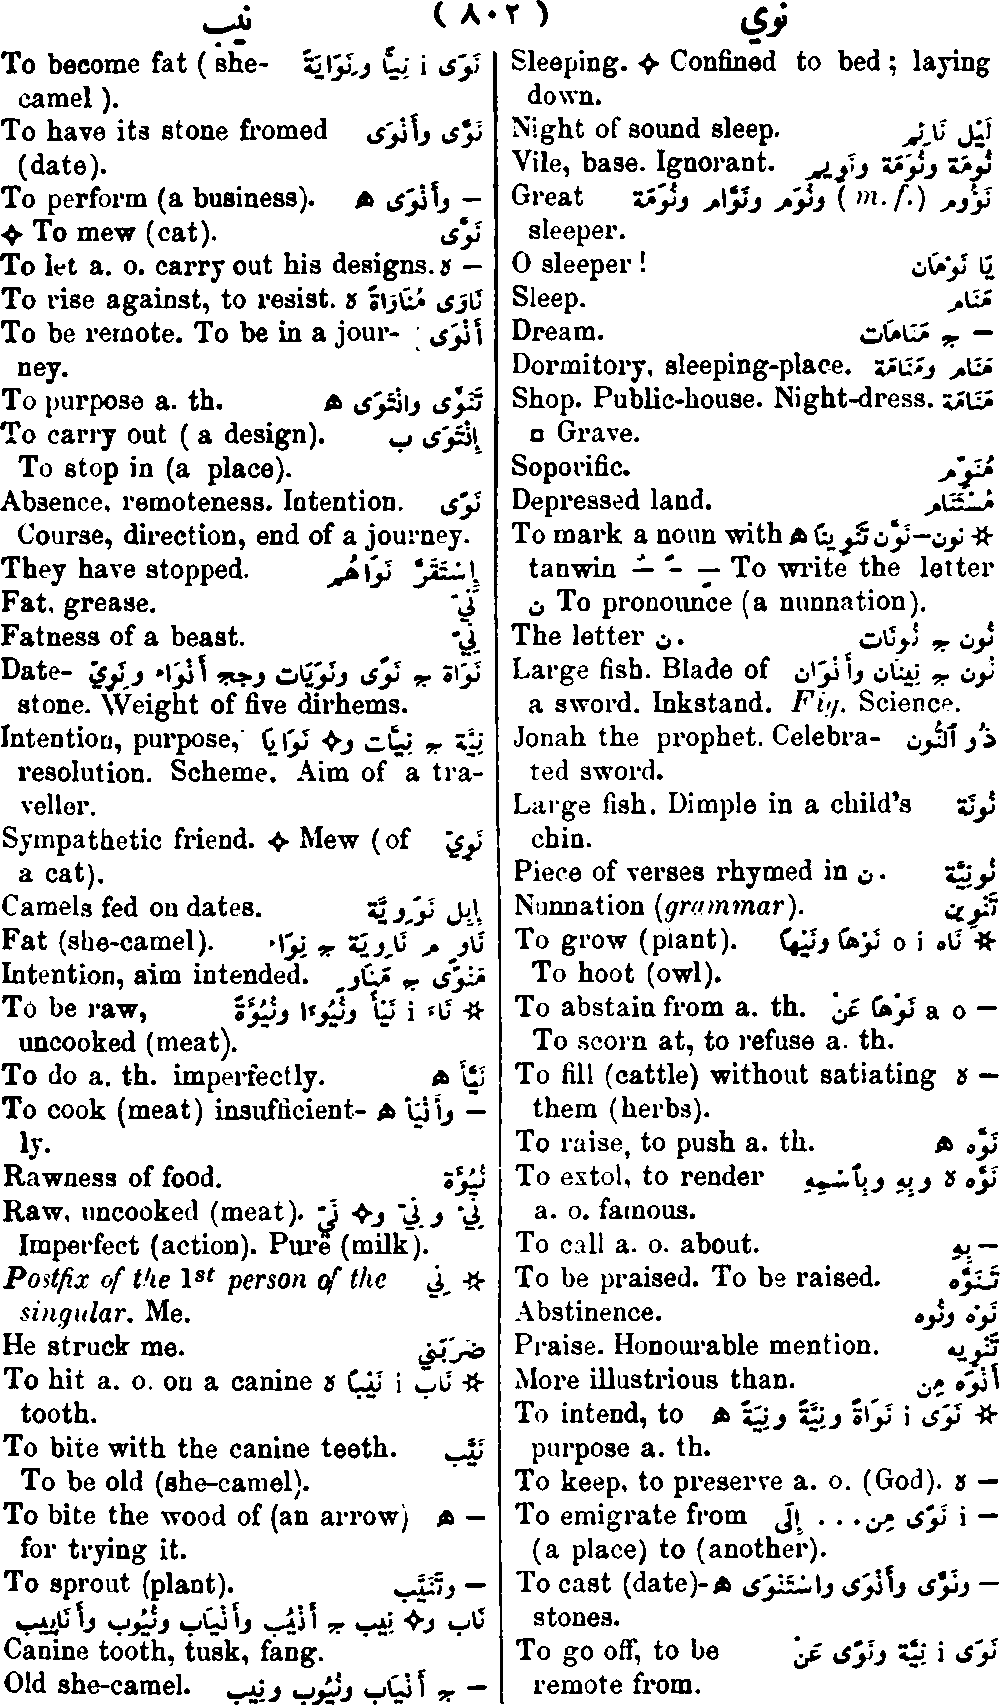 نيب ( ٨٠٢ ) نوي
Sleeping. ✧ Confined to bed ; laying
down.
Night of sound sleep. لَيْل نَائِم
Vile, base. Ignorant. نُومَة ونُوَمَة ونَوِيم
Great نَؤُوم (m. f.) ونُوَم ونَوَّام ونُوَمَة
sleeper.
O sleeper ! يَا نَوْمَان
Sleep. مَنَام
Dream. — ج مَنَامَات
Dormitory, sleeping-place. مَنَام ومَنَامَة
Shop. Public-house. Night-dress. مَنَامَة
▫ Grave.
Soporific. مُنَوِّم
Depressed land. مُسْتَنَام
To mark a noun with ✲ نون – نَوَّن تَنْوِينًا ه
tanwin ـٌ ـً ـٍ – To write the letter
ن To pronounce (a nunnation).
The letter ن. نُون ج نُونَات
Large fish. Blade of نُون ج نِينَان وأَنْوَان
a sword. Inkstand. Fig. Science.
Jonah the prophet. Celebra- ذُو ٱلنُّون
ted sword.
Large fish. Dimple in a child's نُونَة
chin.
Piece of verses rhymed in ن. نُونِيَّة
Nunnation (grammar). تَنْوِين
To grow (plant). ✲ نَاه o i نَوْهًا ونَيْهًا
To hoot (owl).
To abstain from a. th. — a o نَوْهًا عَنْ
To scorn at, to refuse a. th.
To fill (cattle) without satiating — ه
them (herbs).
To raise, to push a. th. نَوَّه ه
To extol, to render نَوَّه ه وبِهِ وبِٱسْمِهِ
a. o. famous.
To call a. o. about. — بِهِ
To be praised. To be raised. تَنَوَّه
Abstinence. نَوْه ونُوه
Praise. Honourable mention. تَنْوِيه
More illustrious than. أَنْوَه مِن
To intend, to ✲ نَوَى i نَوَاةً ونِيَّةً ونِيَةً ه
purpose a. th.
To keep, to preserve a. o. (God). — ه
To emigrate from — i نَوًى مِن... إِلَى
(a place) to (another).
To cast (date)- — ونَوَّى وأَنْوَى واسْتَنْوَى ه
stones.
To go off, to be نَوَى i نِيَّة ونَوًى عَنْ
remote from.
To become fat ( she- نَوَى i نِيًّا ونَوَايَةً
camel ).
To have its stone fromed نَوَّى وأَنْوَى
(date).
To perform (a business). — وأَنْوَى ه
✧ To mew (cat). نَوَّى
To let a. o. carry out his designs. — ه
To rise against, to resist. نَاوَى مُنَاوَاةً ه
To be remote. To be in a jour- أَنْوَى
ney.
To purpose a. th. تَنَوَّى وانْتَوَى ه
To carry out ( a design). إِنْتَوَى ب
To stop in (a place).
Absence, remoteness. Intention. نَوًى
Course, direction, end of a journey.
They have stopped. إِسْتَقَرَّ نَوَاهُم
Fat, grease. نَيّ
Fatness of a beast. نِيّ
Date- نَوَاة ج نَوًى ونَوَيَات وجج أَنْوَاء ونُوِيّ
stone. Weight of five dirhems.
Intention, purpose, نِيَّة ج نِيَّات و✧ نَوَايَا
resolution. Scheme. Aim of a tra-
veller.
Sympathetic friend. ✧ Mew (of نَوِيّ
a cat).
Camels fed on dates. إِبِل نَوَوِيَّة
Fat (she-camel). نَاوٍ م نَاوِيَة ج نِوَاء
Intention, aim intended. مَنْوًى ج مَنَاوٍ
To be raw, ✲ نَاءَ i نَيْأً ونُيُوءًا ونُيُوءَةً
uncooked (meat).
To do a. th. imperfectly. نَيَّأَ ه
To cook (meat) insufficient- — وأَنْيَأَ ه
ly.
Rawness of food. نُيُوءَة
Raw, uncooked (meat). نِيء و نِيّ و✧ نَيّ
Imperfect (action). Pure (milk).
Postfix of the 1st person of the ✲ نِي
singular. Me.
He struck me. ضَرَبَنِي
To hit a. o. on a canine ✲ نَابَ i نَيْبًا ه
tooth.
To bite with the canine teeth. نَيَّب
To be old (she-camel).
To bite the wood of (an arrow) — ه
for trying it.
To sprout (plant). — وتَنَيَّب
نَاب و✧ نِيب ج أَنْيُب وأَنْيَاب ونُيُوب وأَنَايِيب
Canine tooth, tusk, fang.
Old she-camel. — ج أَنْيَاب ونُيُوب ونِيب